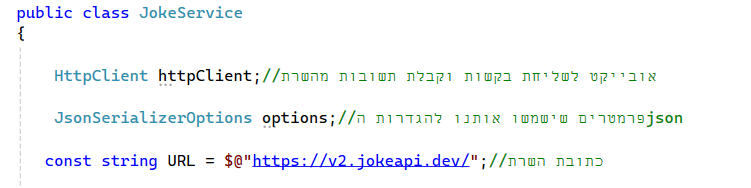 public class JokeService
{
HttpClient httpClient;//אובייקט לשליחת בקשות וקבלת תשובות מהשרת
JsonSerializerOptions options;//פרמטרים שישמשו אותנו להגדרות הjson
const string URL = $@"https://v2.jokeapi.dev/";//כתובת השרת